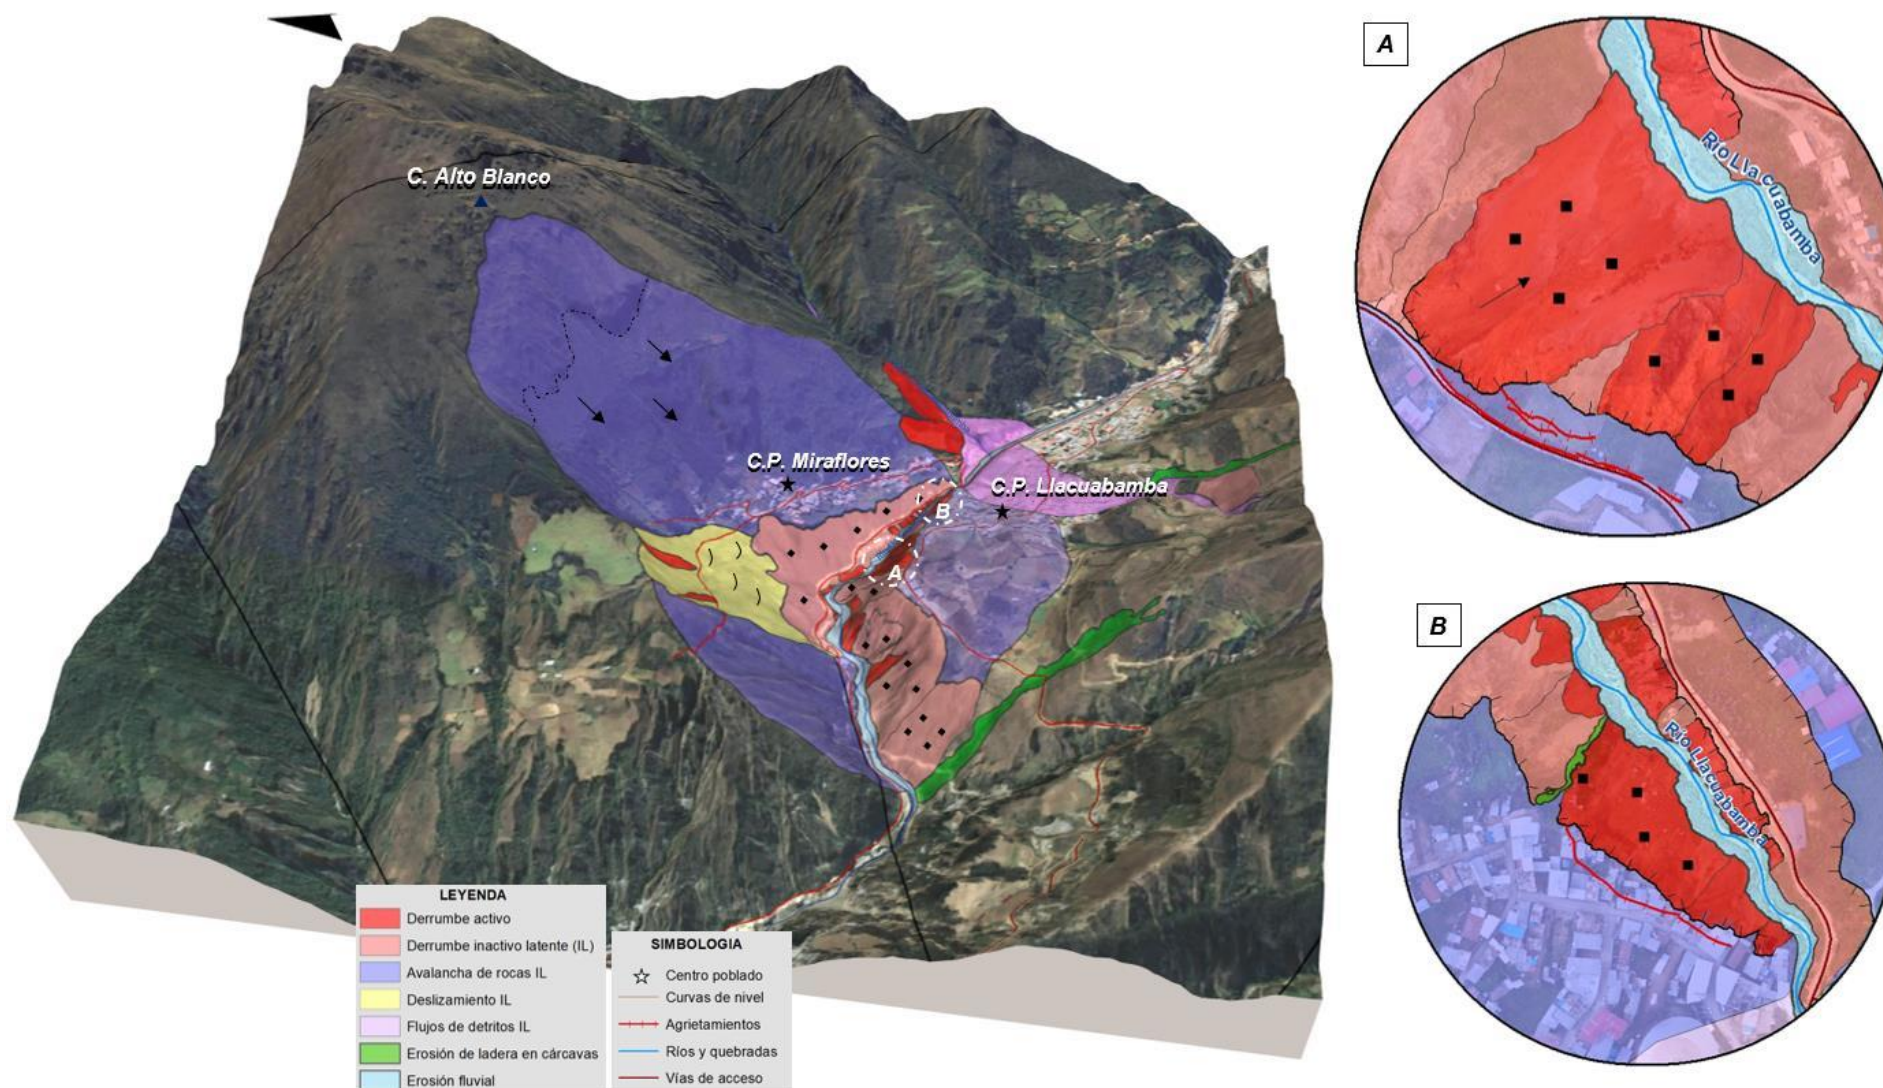 C. Alto Blanco
C.P. Miraflores
C.P. Llacuabamba
B
A
LEYENDA
Derrumbe activo
Derrumbe inactivo latente (IL)
Avalancha de rocas IL
Deslizamiento IL
Flujos de detritos IL
Erosión de ladera en cárcavas
Erosión fluvial
SIMBOLOGIA
Centro poblado
Curvas de nivel
Agrietamientos
Ríos y quebradas
Vías de acceso
A
Río Llacuabamba
B
Río Llacuabamba